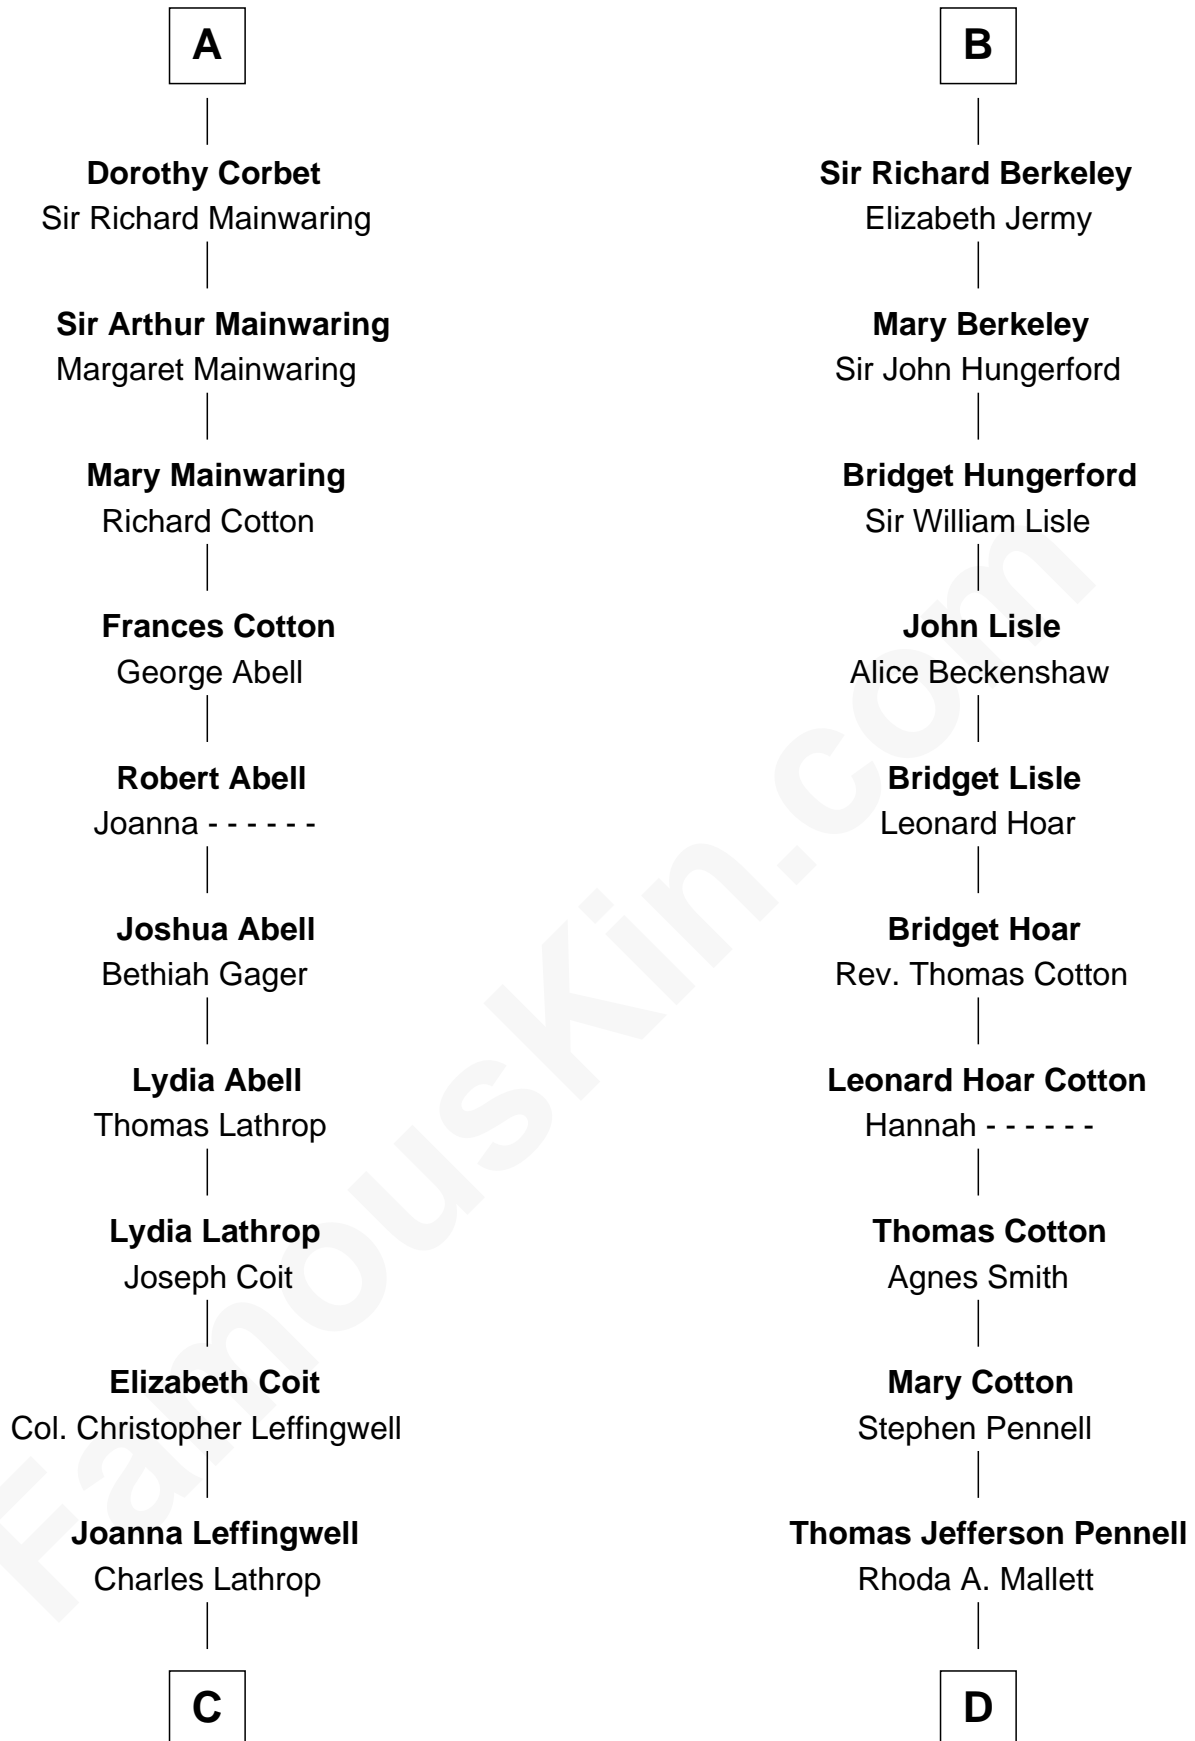 A
Dorothy Corbet
Sir Richard Mainwaring
Sir Arthur Mainwaring
Margaret Mainwaring
Mary Mainwaring
Richard Cotton
Frances Cotton
George Abell
Robert Abell
Joanna - - - - - -
Joshua Abell
Bethiah Gager
Lydia Abell
Thomas Lathrop
Lydia Lathrop
Joseph Coit
Elizabeth Coit
Col. Christopher Leffingwell
Joanna Leffingwell
Charles Lathrop
C
B
Sir Richard Berkeley
Elizabeth Jermy
Mary Berkeley
Sir John Hungerford
Bridget Hungerford
Sir William Lisle
John Lisle
Alice Beckenshaw
Bridget Lisle
Leonard Hoar
Bridget Hoar
Rev. Thomas Cotton
Leonard Hoar Cotton
Hannah - - - - - -
Thomas Cotton
Agnes Smith
Mary Cotton
Stephen Pennell
Thomas Jefferson Pennell
Rhoda A. Mallett
D
FamousKin.com